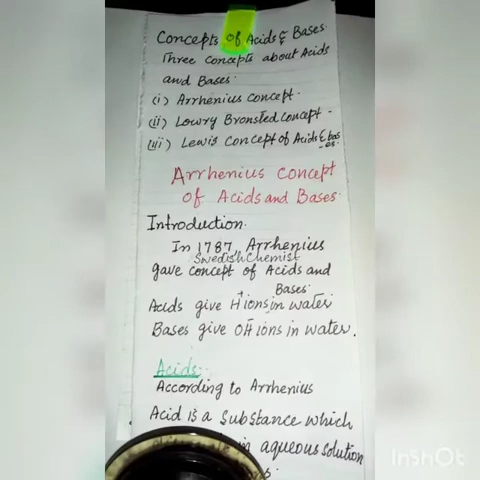 Concepts of Acids & Bases
Three concepts about Acids
and Bases.
(i) Arrhenius concept.
(ii) Lowry Bronsted concept.
(iii) Lewis Concept of Acids & bas
es.
Arrhenius concept
of Acids and Bases.
Introduction.
In 1787, Arrhenius
Swedish Chemist
gave concept of Acids and
Bases.
Acids give H⁺ ions in water
Bases give OH⁻ ions in water.
Acids:
According to Arrhenius
Acid is a substance which
in aqueous solution
InShOt